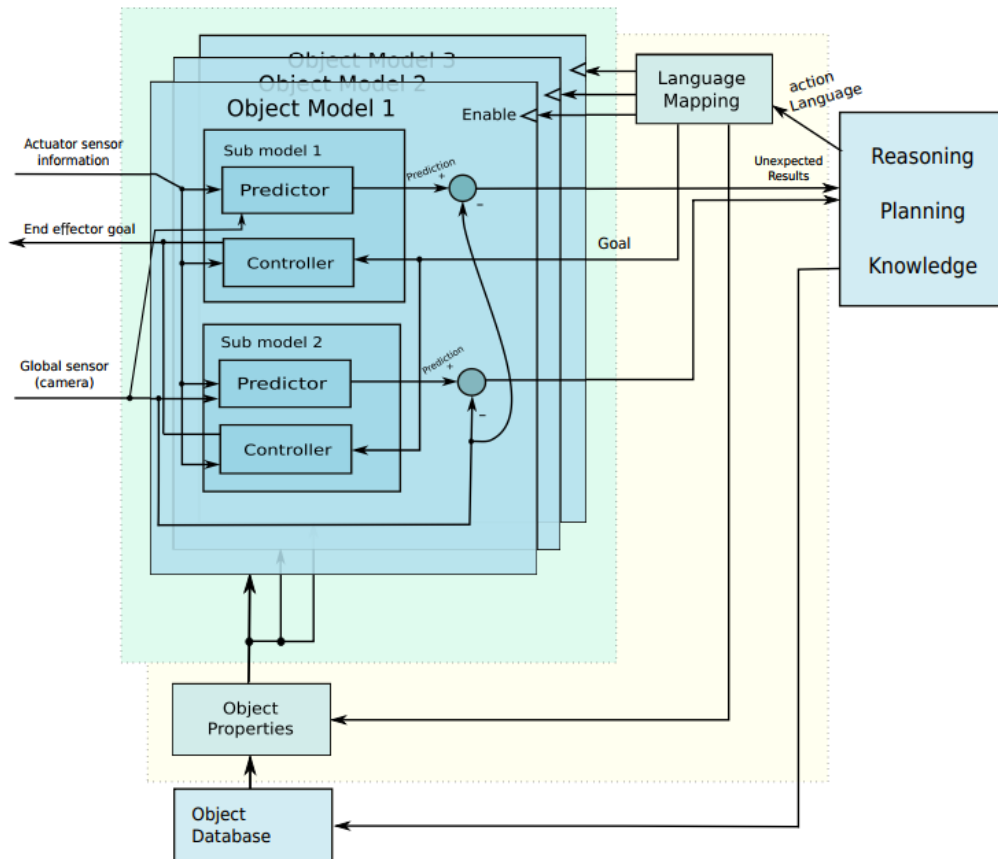 Object Model 3
Object Model 2
Object Model 1
Language
Mapping
action
Language
Enable
Actuator sensor
information
Sub model 1
Predictor
Prediction
+
-
Unexpected
Results
Reasoning
Planning
Knowledge
End effector goal
Controller
Goal
Sub model 2
Global sensor
(camera)
Predictor
Prediction
+
-
Controller
Object
Properties
Object
Database